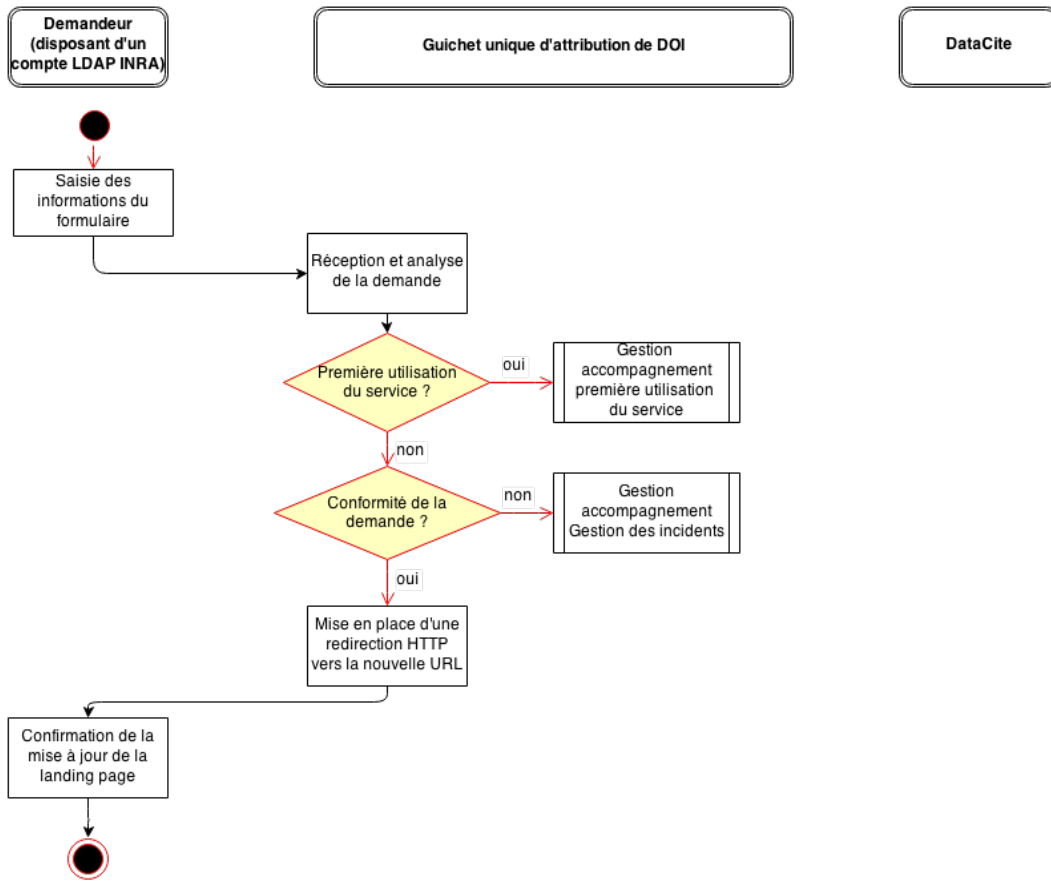 Demandeur
(disposant d'un
compte LDAP INRA)
Guichet unique d'attribution de DOI
DataCite
Saisie des
informations du
formulaire
Réception et analyse
de la demande
Première utilisation
du service ?
oui
Gestion
accompagnement
première utilisation
du service
non
Conformité de la
demande ?
non
Gestion
accompagnement
Gestion des incidents
oui
Mise en place d'une
redirection HTTP
vers la nouvelle URL
Confirmation de la
mise à jour de la
landing page